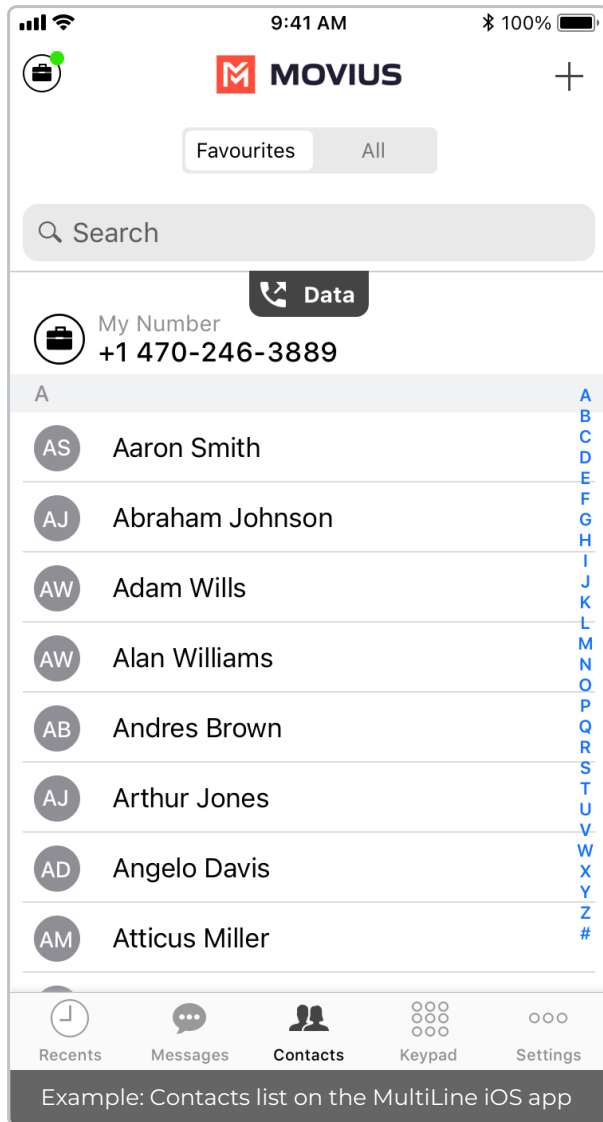 9:41 AM 100%
MOVIUS
Favourites All
Search
Data
My Number
+1 470-246-3889
A
AS Aaron Smith
AJ Abraham Johnson
AW Adam Wills
AW Alan Williams
AB Andres Brown
AJ Arthur Jones
AD Angelo Davis
AM Atticus Miller
A
B
C
D
E
F
G
H
I
J
K
L
M
N
O
P
Q
R
S
T
U
V
W
X
Y
Z
#
Recents Messages Contacts Keypad Settings
Example: Contacts list on the MultiLine iOS app